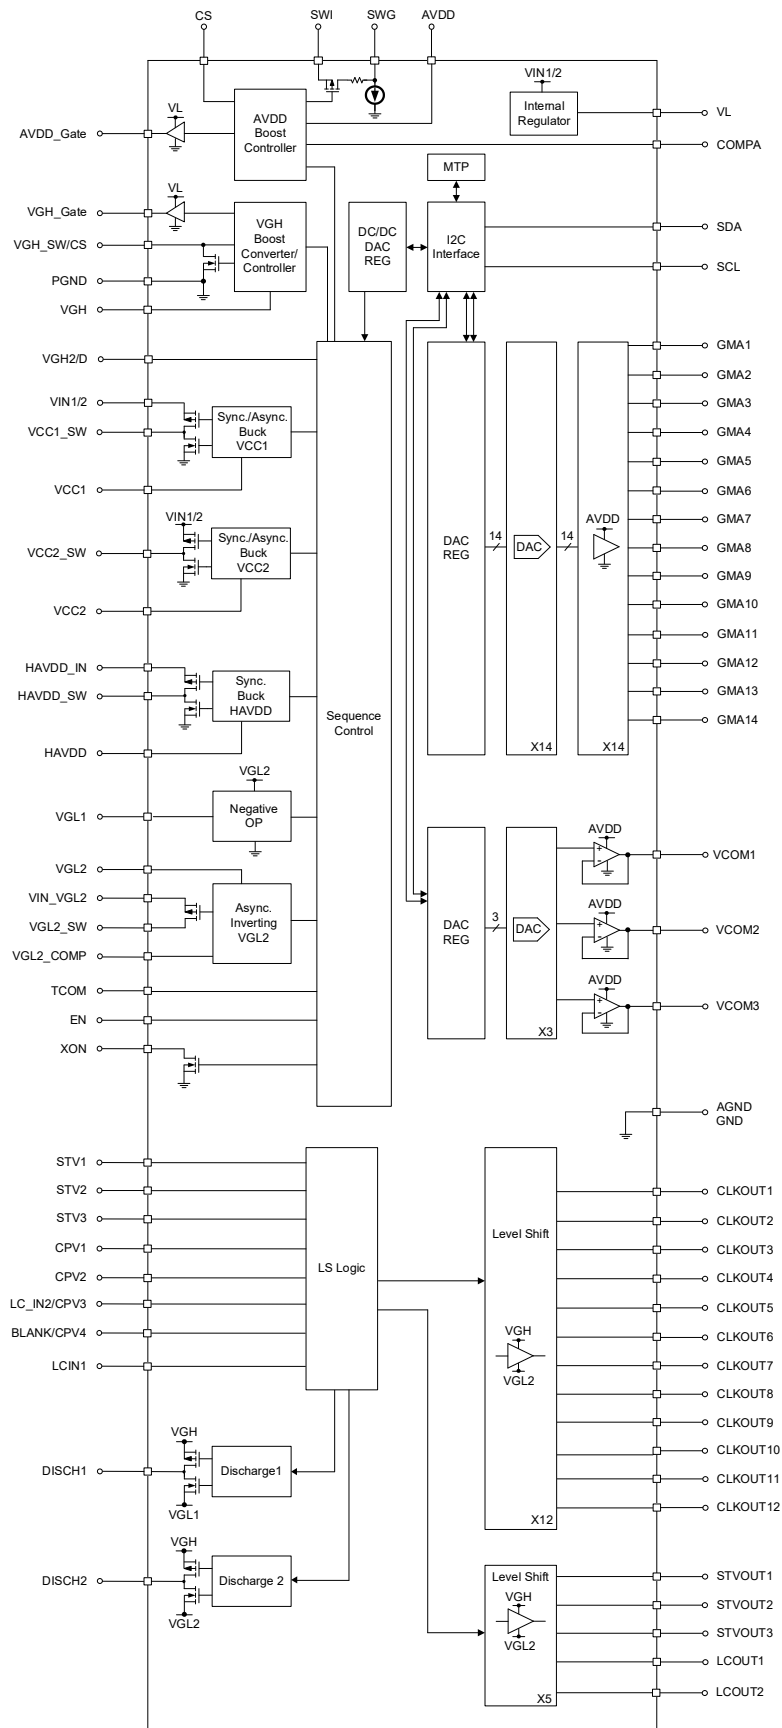 CS
SWI
SWG
AVDD
VL
AVDD_Gate
AVDD
Boost
Controller
VIN1/2
Internal
Regulator
VL
COMPA
MTP
VL
VGH_Gate
VGH_SW/CS
PGND
VGH
VGH
Boost
Converter/
Controller
DC/DC
DAC
REG
I2C
Interface
SDA
SCL
VGH2/D
VIN1/2
VCC1_SW
VCC1
Sync./Async.
Buck
VCC1
VIN1/2
VCC2_SW
VCC2
Sync./Async.
Buck
VCC2
HAVDD_IN
HAVDD_SW
HAVDD
Sync.
Buck
HAVDD
Sequence
Control
VGL2
VGL1
Negative
OP
VGL2
VIN_VGL2
VGL2_SW
VGL2_COMP
Async.
Inverting
VGL2
TCOM
EN
XON
DAC
REG
14
DAC
X14
14
AVDD
X14
GMA1
GMA2
GMA3
GMA4
GMA5
GMA6
GMA7
GMA8
GMA9
GMA10
GMA11
GMA12
GMA13
GMA14
DAC
REG
3
DAC
X3
AVDD
+
-
VCOM1
AVDD
+
-
VCOM2
AVDD
+
-
VCOM3
AGND
GND
STV1
STV2
STV3
CPV1
CPV2
LC_IN2/CPV3
BLANK/CPV4
LCIN1
LS Logic
Level Shift
VGH
VGL2
X12
CLKOUT1
CLKOUT2
CLKOUT3
CLKOUT4
CLKOUT5
CLKOUT6
CLKOUT7
CLKOUT8
CLKOUT9
CLKOUT10
CLKOUT11
CLKOUT12
VGH
DISCH1
VGL1
Discharge1
VGH
DISCH2
VGL2
Discharge 2
Level Shift
VGH
VGL2
X5
STVOUT1
STVOUT2
STVOUT3
LCOUT1
LCOUT2